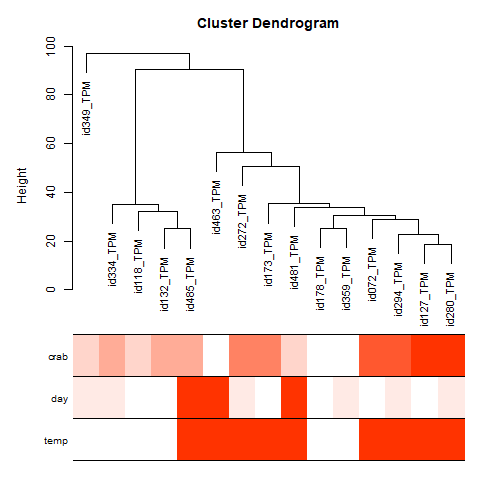 Cluster Dendrogram
Height
100
80
60
40
20
0
id349_TPM
id334_TPM
id118_TPM
id132_TPM
id485_TPM
id463_TPM
id272_TPM
id173_TPM
id481_TPM
id178_TPM
id359_TPM
id072_TPM
id294_TPM
id127_TPM
id280_TPM
crab
day
temp